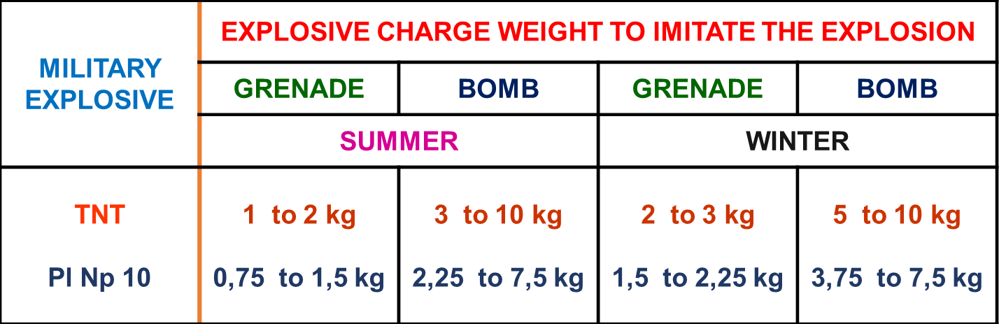 EXPLOSIVE CHARGE WEIGHT TO IMITATE THE EXPLOSION
MILITARY
EXPLOSIVE
GRENADE BOMB GRENADE BOMB
SUMMER WINTER
TNT 1 to 2 kg 3 to 10 kg 2 to 3 kg 5 to 10 kg
Pl Np 10 0,75 to 1,5 kg 2,25 to 7,5 kg 1,5 to 2,25 kg 3,75 to 7,5 kg